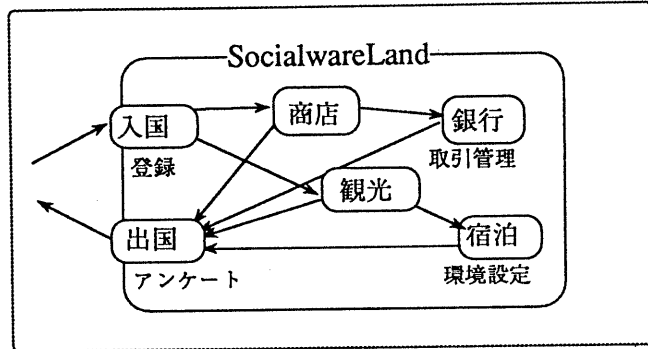 SocialwareLand
入国
登録
商店
銀行
取引管理
観光
出国
アンケート
宿泊
環境設定